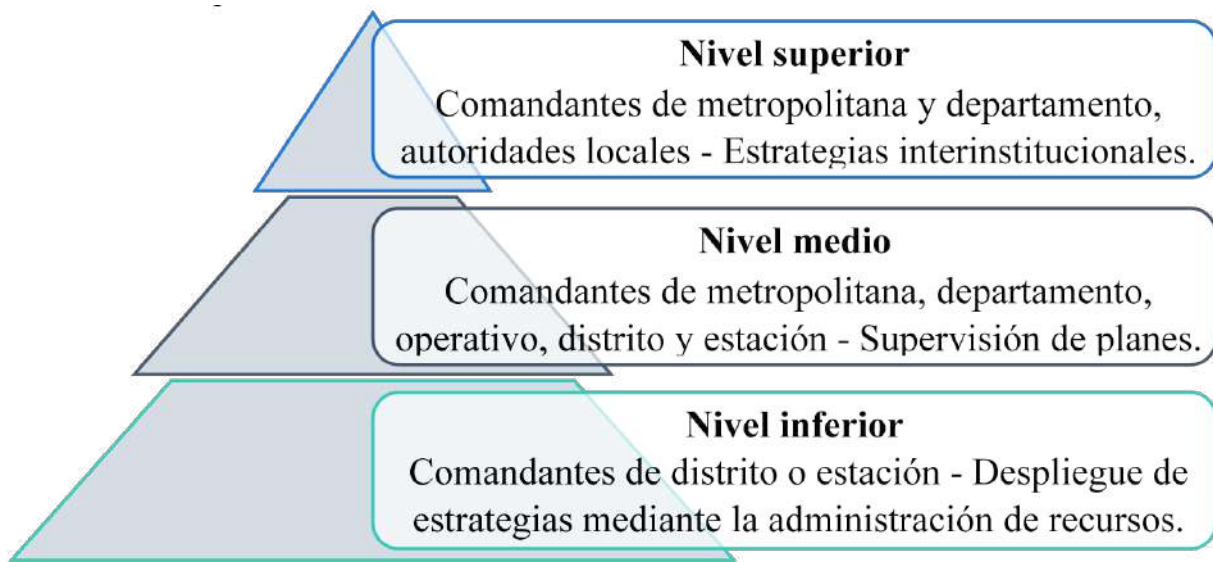 Nivel superior
Comandantes de metropolitana y departamento,
autoridades locales - Estrategias interinstitucionales.
Nivel medio
Comandantes de metropolitana, departamento,
operativo, distrito y estación - Supervisión de planes.
Nivel inferior
Comandantes de distrito o estación - Despliegue de
estrategias mediante la administración de recursos.